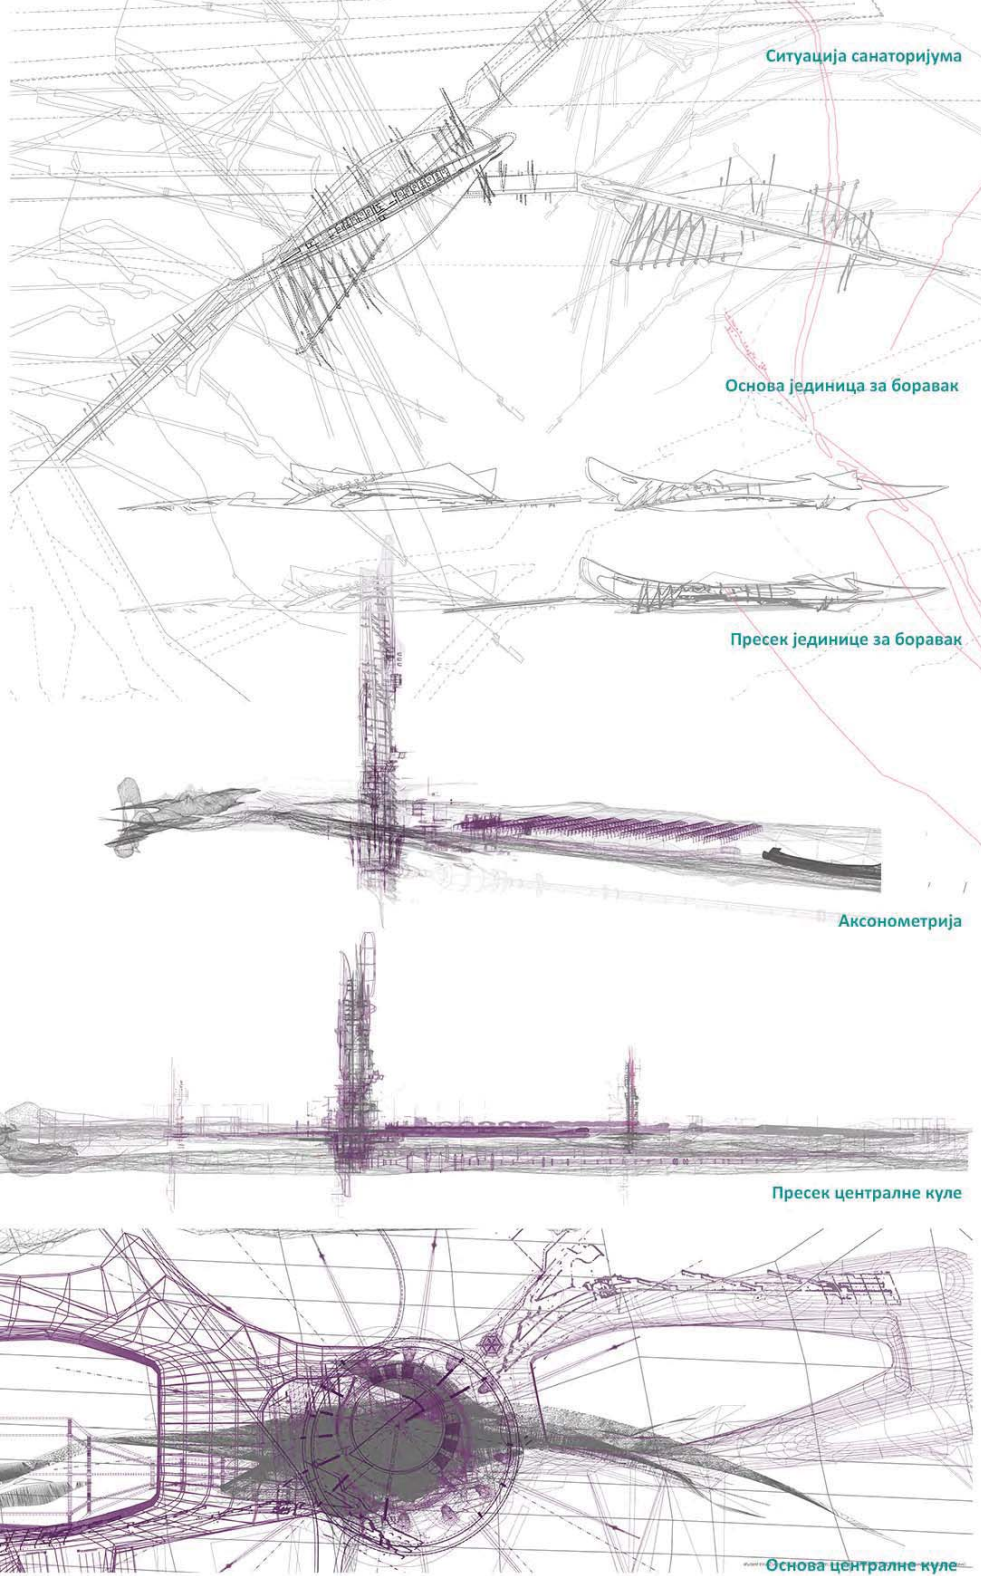 Ситуација санаторијума
Основа јединица за боравак
Пресек јединице за боравак
Аксонометрија
Пресек централне куле
Основа централне куле